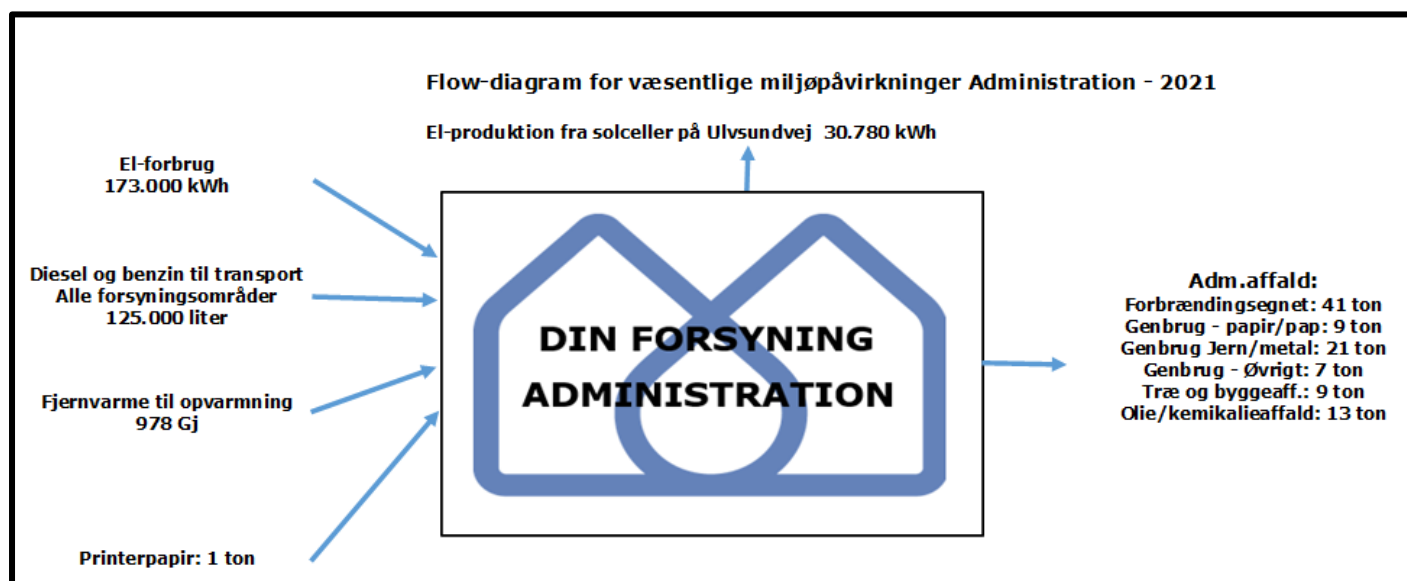 Flow-diagram for væsentlige miljøpåvirkninger Administration - 2021
El-produktion fra solceller på Ulvsundvej 30.780 kWh
El-forbrug
173.000 kWh
Diesel og benzin til transport
Alle forsyningsområder
125.000 liter
Fjernvarme til opvarmning
978 Gj
Printerpapir: 1 ton
DIN FORSYNING
ADMINISTRATION
Adm.affald:
Forbrændingsegnet: 41 ton
Genbrug - papir/pap: 9 ton
Genbrug Jern/metal: 21 ton
Genbrug - Øvrigt: 7 ton
Træ og byggeaff.: 9 ton
Olie/kemikalieaffald: 13 ton